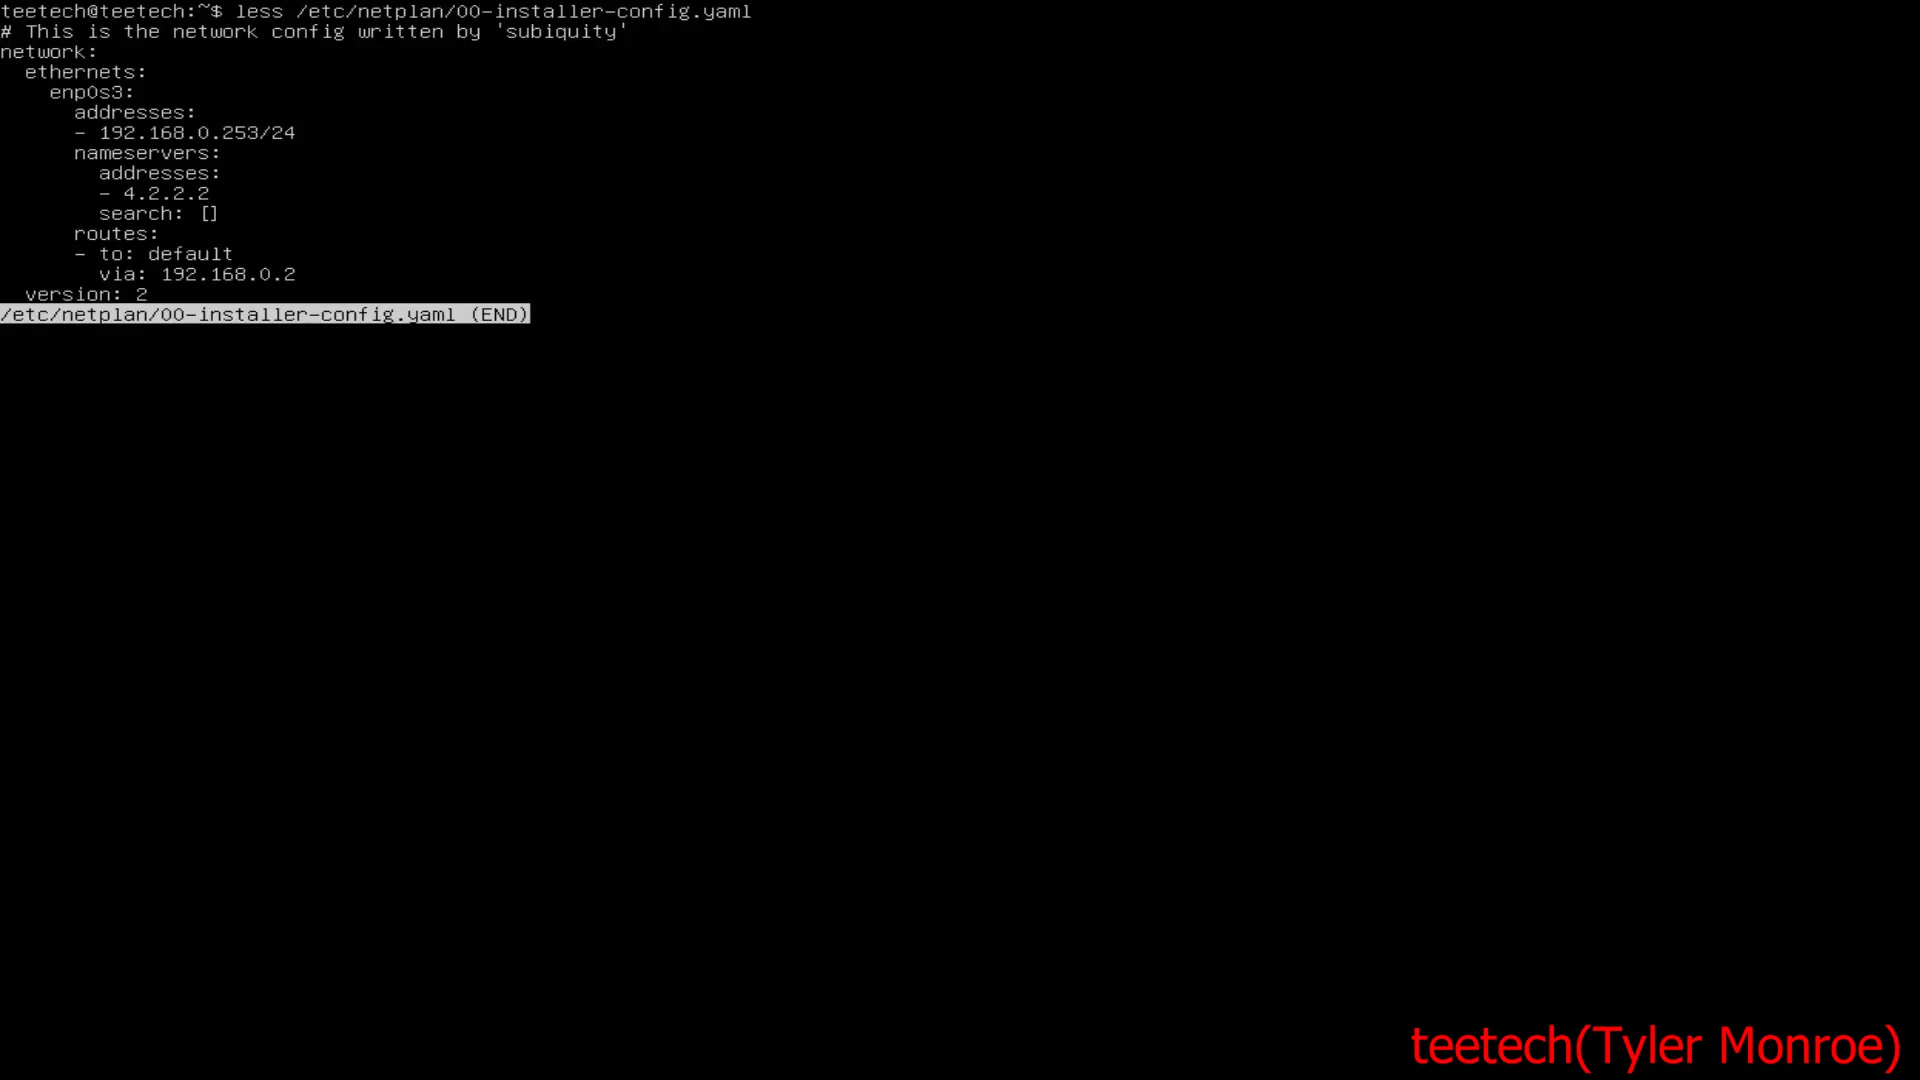 teetech@teetech:~$ less /etc/netplan/00-installer-config.yaml
# This is the network config written by 'subiquity'
network:
  ethernets:
    enp0s3:
      addresses:
      - 192.168.0.253/24
      nameservers:
        addresses:
        - 4.2.2.2
        search: []
      routes:
      - to: default
        via: 192.168.0.2
  version: 2
/etc/netplan/00-installer-config.yaml (END)
teetech(Tyler Monroe)